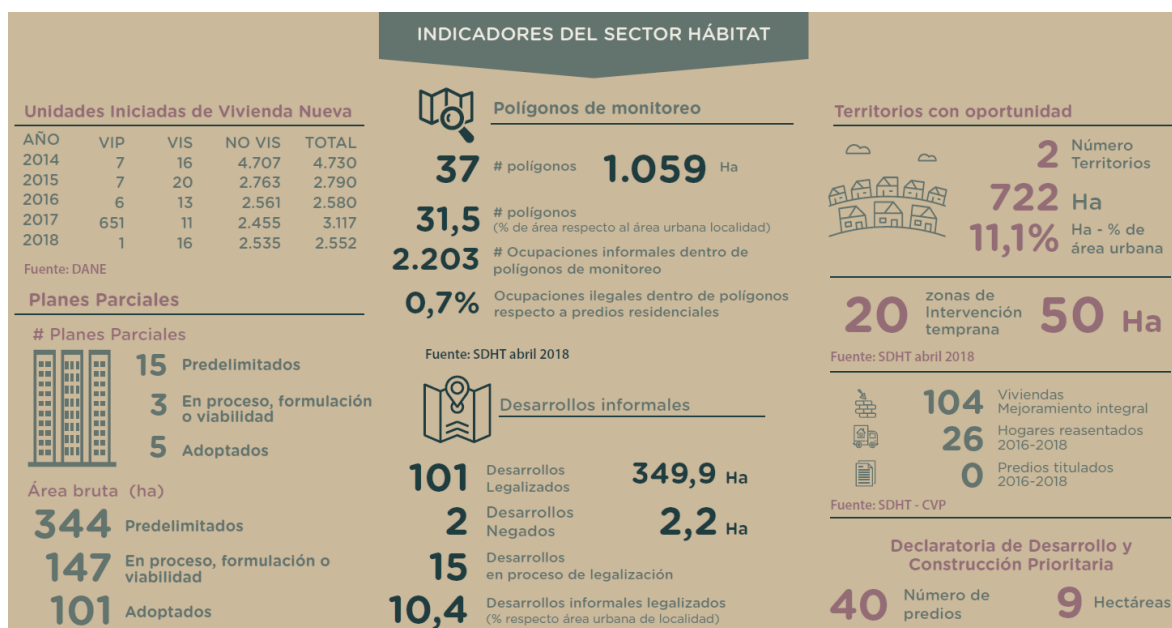 INDICADORES DEL SECTOR HÁBITAT
Unidades Iniciadas de Vivienda Nueva
AÑO VIP VIS NO VIS TOTAL
2014 7 16 4.707 4.730
2015 7 20 2.763 2.790
2016 6 13 2.561 2.580
2017 651 11 2.455 3.117
2018 1 16 2.535 2.552
Fuente: DANE
Planes Parciales
# Planes Parciales
15 Predelimitados
3 En proceso, formulación
o viabilidad
5 Adoptados
Área bruta (ha)
344 Predelimitados
147 En proceso, formulación o
viabilidad
101 Adoptados
Polígonos de monitoreo
37 # polígonos 1.059 Ha
31,5 # polígonos
(% de área respecto al área urbana localidad)
2.203 # Ocupaciones informales dentro de
polígonos de monitoreo
0,7% Ocupaciones ilegales dentro de polígonos
respecto a predios residenciales
Fuente: SDHT abril 2018
Desarrollos informales
101 Desarrollos
Legalizados 349,9 Ha
2 Desarrollos
Negados 2,2 Ha
15 Desarrollos
en proceso de legalización
10,4 Desarrollos informales legalizados
(% respecto área urbana de localidad)
Territorios con oportunidad
2 Número
Territorios
722 Ha
11,1% Ha - % de
área urbana
20 zonas de
Intervención
temprana 50 Ha
Fuente: SDHT abril 2018
104 Viviendas
Mejoramiento integral
26 Hogares reasentados
2016-2018
0 Predios titulados
2016-2018
Fuente: SDHT - CVP
Declaratoria de Desarrollo y
Construcción Prioritaria
40 Número de
predios 9 Hectáreas